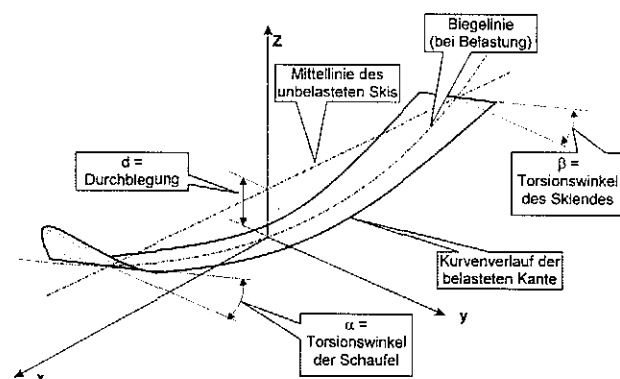 Z
Biegelinie
(bei Belastung)
Mittellinie des
unbelasteten Skis
d =
Durchbiegung
β =
Torsionswinkel
des Skiendes
Kurvenverlauf der
belasteten Kante
y
α =
Torsionswinkel
der Schaufel
x